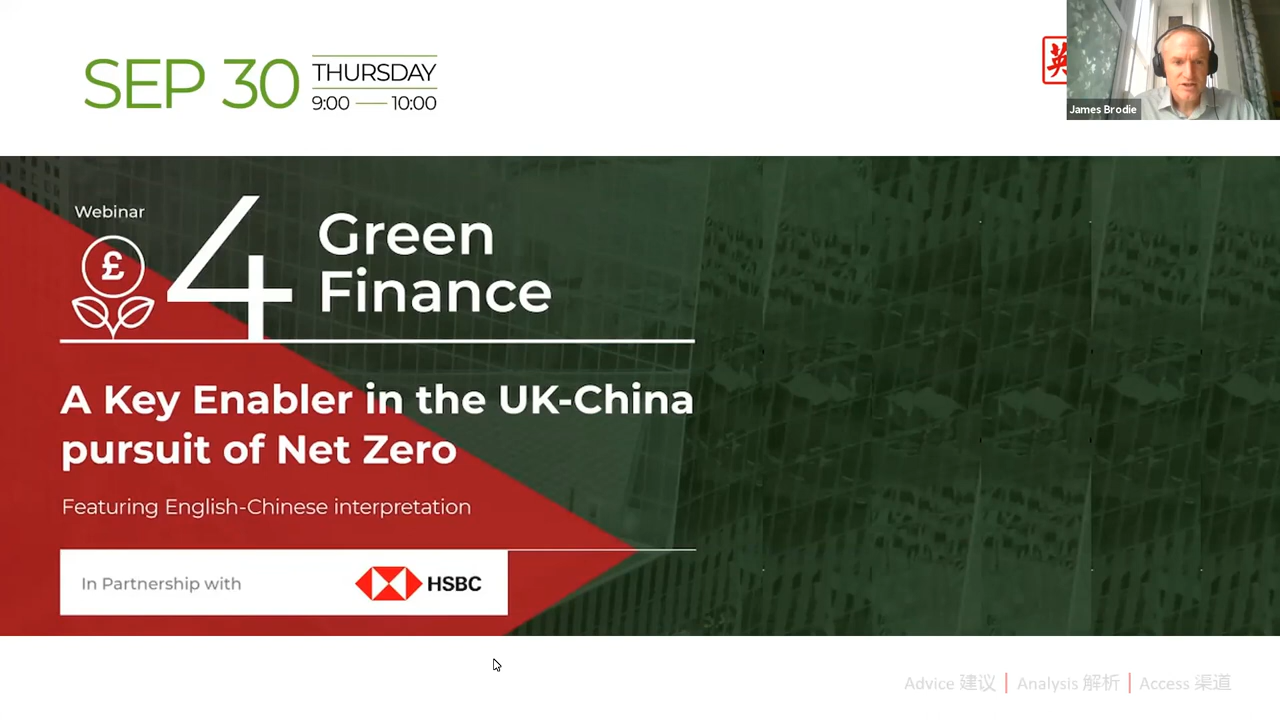 SEP 30
THURSDAY
9:00 — 10:00
英
James Brodie
Webinar
£
4
Green
Finance
A Key Enabler in the UK-China
pursuit of Net Zero
Featuring English-Chinese interpretation
In Partnership with
HSBC
Advice 建议 | Analysis 解析 | Access 渠道